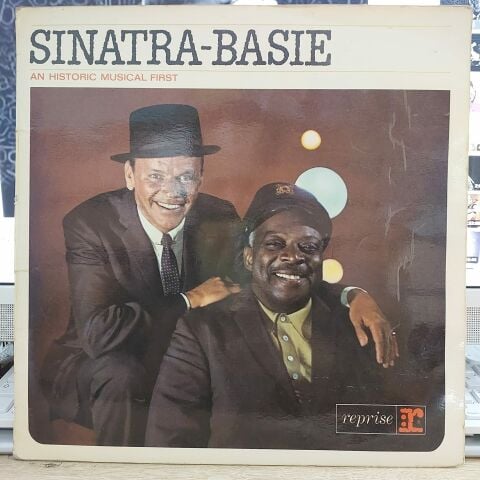 SINATRA-BASIE
AN HISTORIC MUSICAL FIRST
reprise r: